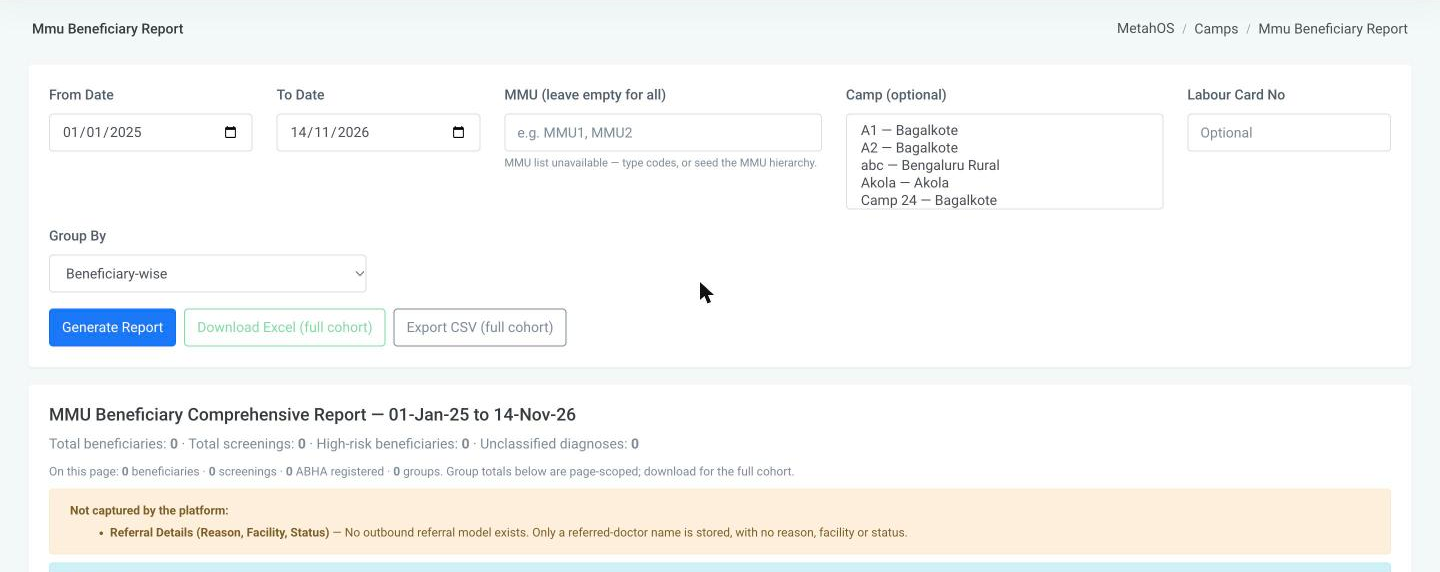 Mmu Beneficiary Report
MetahOS / Camps / Mmu Beneficiary Report
From Date
To Date
MMU (leave empty for all)
Camp (optional)
Labour Card No
01/01/2025
14/11/2026
e.g. MMU1, MMU2
MMU list unavailable — type codes, or seed the MMU hierarchy.
A1 — Bagalkote
A2 — Bagalkote
abc — Bengaluru Rural
Akola — Akola
Camp 24 — Bagalkote
Optional
Group By
Beneficiary-wise
Generate Report
Download Excel (full cohort)
Export CSV (full cohort)
MMU Beneficiary Comprehensive Report — 01-Jan-25 to 14-Nov-26
Total beneficiaries: 0 · Total screenings: 0 · High-risk beneficiaries: 0 · Unclassified diagnoses: 0
On this page: 0 beneficiaries · 0 screenings · 0 ABHA registered · 0 groups. Group totals below are page-scoped; download for the full cohort.
Not captured by the platform:
• Referral Details (Reason, Facility, Status) — No outbound referral model exists. Only a referred-doctor name is stored, with no reason, facility or status.